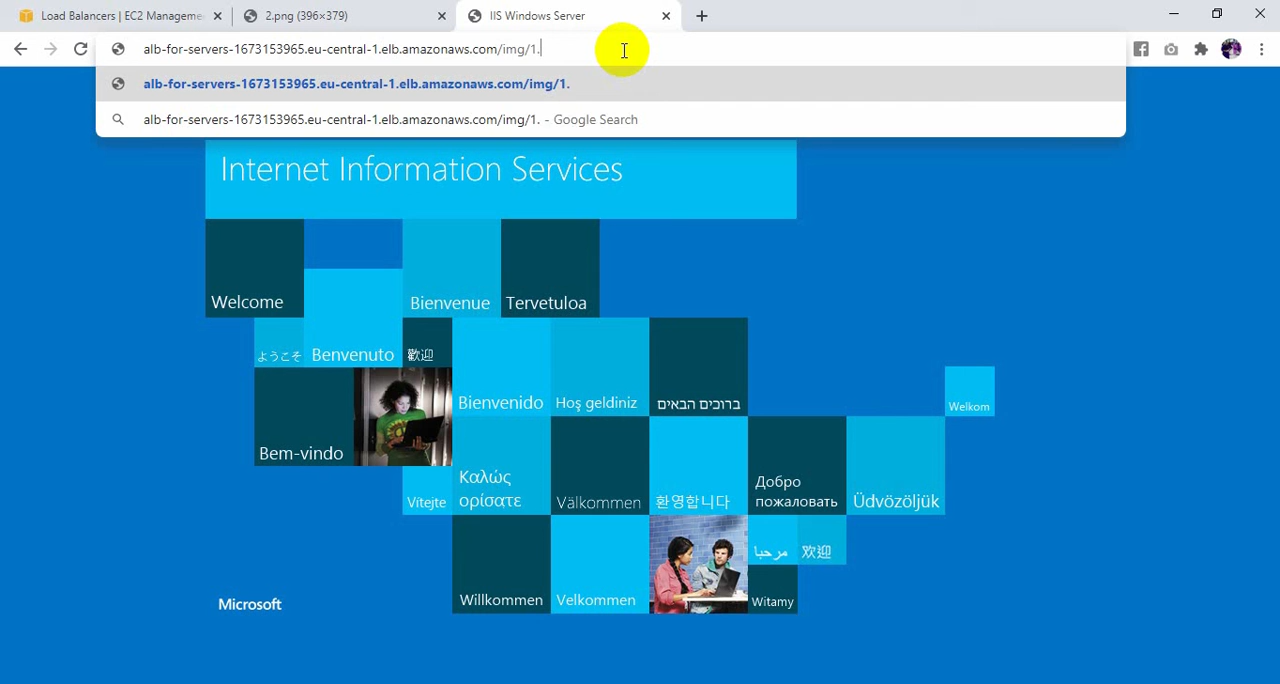 Load Balancers | EC2 Manageme
2.png (396×379)
IIS Windows Server
alb-for-servers-1673153965.eu-central-1.elb.amazonaws.com/img/1.
alb-for-servers-1673153965.eu-central-1.elb.amazonaws.com/img/1.
alb-for-servers-1673153965.eu-central-1.elb.amazonaws.com/img/1. - Google Search
Internet Information Services
Welcome
Bienvenue
Tervetuloa
ようこそ
Benvenuto
歡迎
Bienvenido
Hoş geldiniz
ברוכים הבאים
Welkom
Bem-vindo
Vítejte
Καλώς
ορίσατε
Välkommen
환영합니다
Добро
пожаловать
Üdvözöljük
Microsoft
Willkommen
Velkommen
مرحبا
欢迎
Witamy